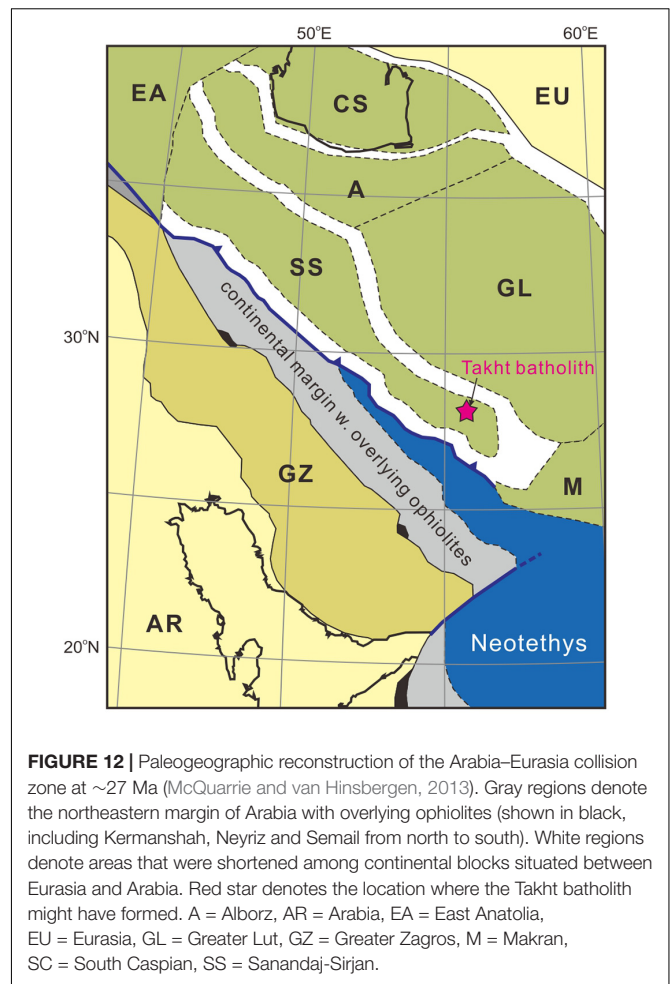 50°E
60°E
EA
CS
EU
A
SS
GL
30°N
Takht batholith
continental margin w. overlying ophiolites
GZ
M
AR
20°N
Neotethys
FIGURE 12 | Paleogeographic reconstruction of the Arabia–Eurasia collision
zone at ∼27 Ma (McQuarrie and van Hinsbergen, 2013). Gray regions denote
the northeastern margin of Arabia with overlying ophiolites (shown in black,
including Kermanshah, Neyriz and Semail from north to south). White regions
denote areas that were shortened among continental blocks situated between
Eurasia and Arabia. Red star denotes the location where the Takht batholith
might have formed. A = Alborz, AR = Arabia, EA = East Anatolia,
EU = Eurasia, GL = Greater Lut, GZ = Greater Zagros, M = Makran,
SC = South Caspian, SS = Sanandaj-Sirjan.